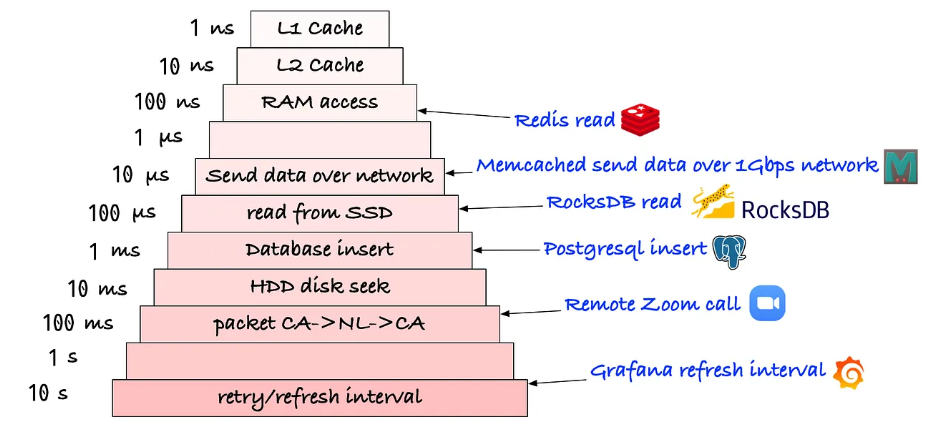 1 ns L1 Cache
10 ns L2 Cache
100 ns RAM access
Redis read
1 µs
Memcached send data over 1Gbps network
10 µs Send data over network
100 µs read from SSD
RocksDB read RocksDB
1 ms Database insert
Postgresql insert
10 ms HDD disk seek
Remote Zoom call
100 ms packet CA->NL->CA
1 s
Grafana refresh interval
10 s retry/refresh interval